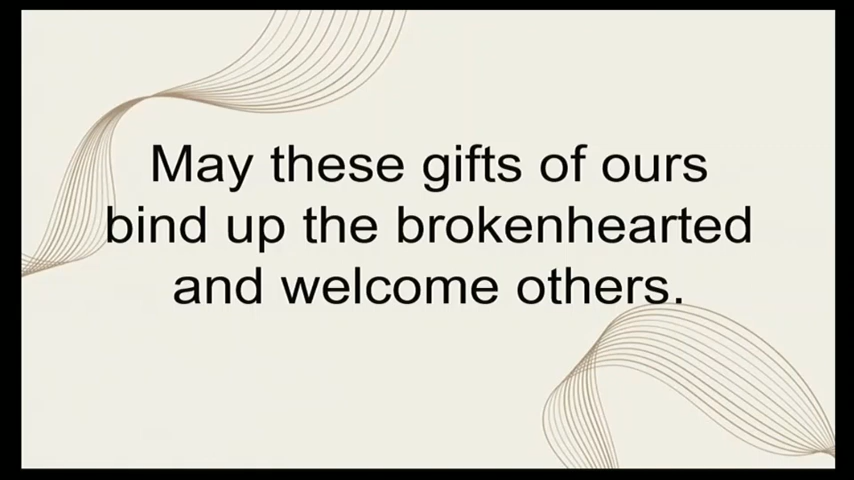 May these gifts of ours
bind up the brokenhearted
and welcome others.